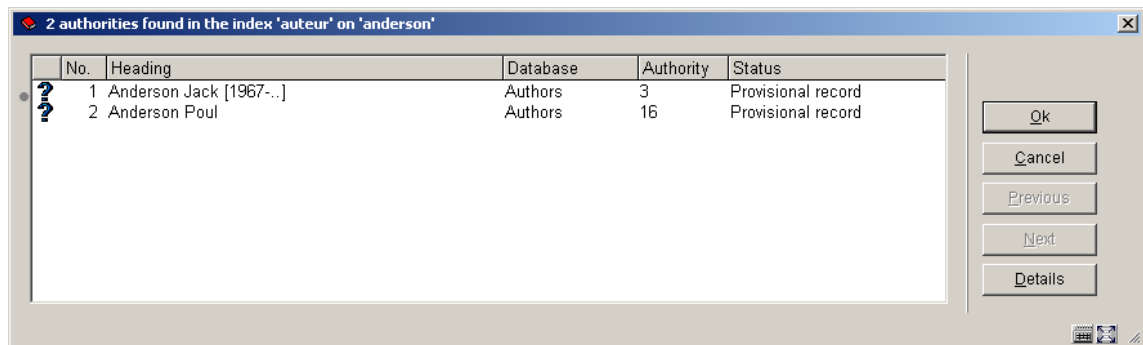 2 authorities found in the index 'auteur' on 'anderson'
No. Heading Database Authority Status
1 Anderson Jack [1967-..] Authors 3 Provisional record
2 Anderson Poul Authors 16 Provisional record
Ok
Cancel
Previous
Next
Details